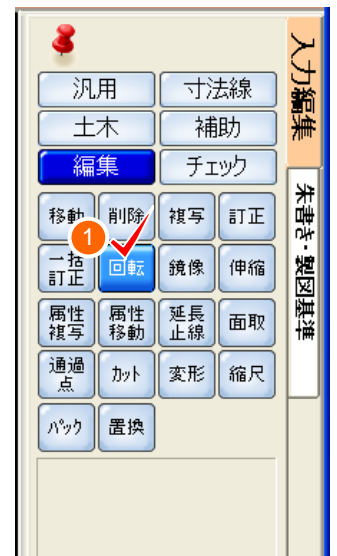 汎用 寸法線
土木 補助
編集 チェック
移動 削除 複写 訂正
1
一括訂正 回転 鏡像 伸縮
属性複写 属性移動 延長止線 面取
通過点 カット 変形 縮尺
パック 置換
入力編集
朱書き・製図基準